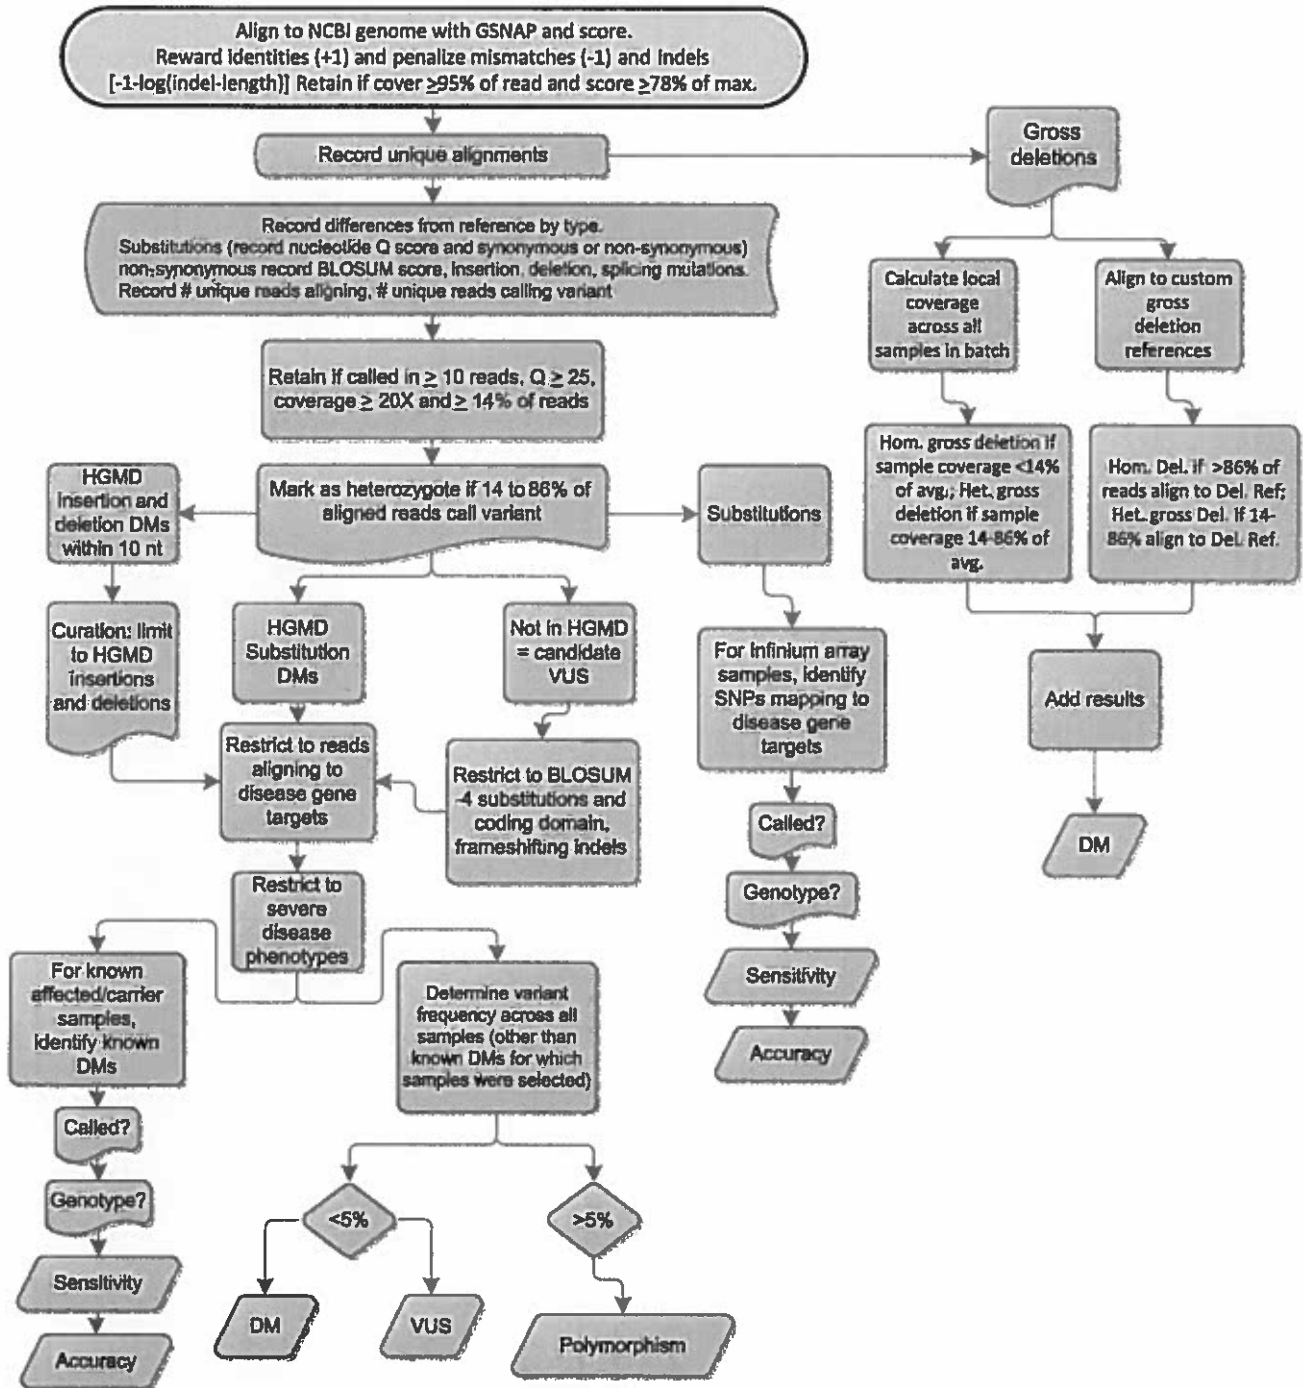 Align to NCBI genome with GSNAP and score.
Reward identities (+1) and penalize mismatches (-1) and indels
[-1-log(indel-length)] Retain if cover ≥95% of read and score ≥78% of max.
Record unique alignments
Gross
deletions
Record differences from reference by type.
Substitutions (record nucleotide Q score and synonymous or non-synonymous)
non-synonymous record BLOSUM score, insertion, deletion, splicing mutations.
Record # unique reads aligning, # unique reads calling variant
Calculate local
coverage
across all
samples in batch
Align to custom
gross
deletion
references
Retain if called in ≥ 10 reads, Q ≥ 25,
coverage ≥ 20X and ≥ 14% of reads
Hom. gross deletion if
sample coverage <14%
of avg.; Het. gross
deletion if sample
coverage 14-86% of
avg.
Hom. Del. if >86% of
reads align to Del. Ref;
Het. gross Del. if 14-
86% align to Del. Ref.
HGMD
Insertion and
deletion DMs
within 10 nt
Mark as heterozygote if 14 to 86% of
aligned reads call variant
Substitutions
Curation: limit
to HGMD
insertions
and deletions
HGMD
Substitution
DMs
Not in HGMD
= candidate
VUS
For Infinium array
samples, identify
SNPs mapping to
disease gene
targets
Add results
Restrict to reads
aligning to
disease gene
targets
Restrict to BLOSUM
-4 substitutions and
coding domain,
frameshifting indels
Called?
DM
Restrict to
severe
disease
phenotypes
Genotype?
For known
affected/carrier
samples,
identify known
DMs
Determine variant
frequency across all
samples (other than
known DMs for which
samples were selected)
Sensitivity
Accuracy
Called?
Genotype?
<5%
>5%
Sensitivity
DM
VUS
Polymorphism
Accuracy